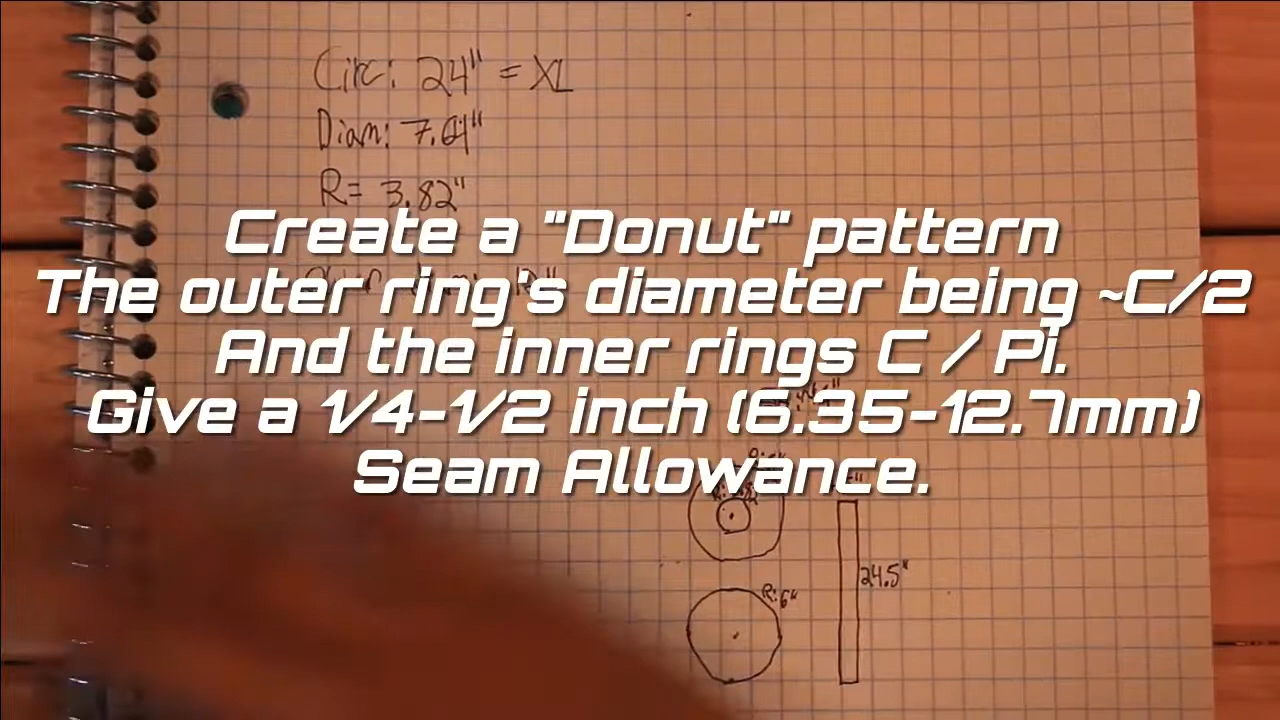 Circ: 24" = XL
Diam: 7.64"
R= 3.82"
Create a "Donut" pattern
The outer ring's diameter being ~C/2
And the inner rings C / Pi.
Give a 1/4-1/2 inch (6.35-12.7mm)
Seam Allowance.
24.5"
R:6"